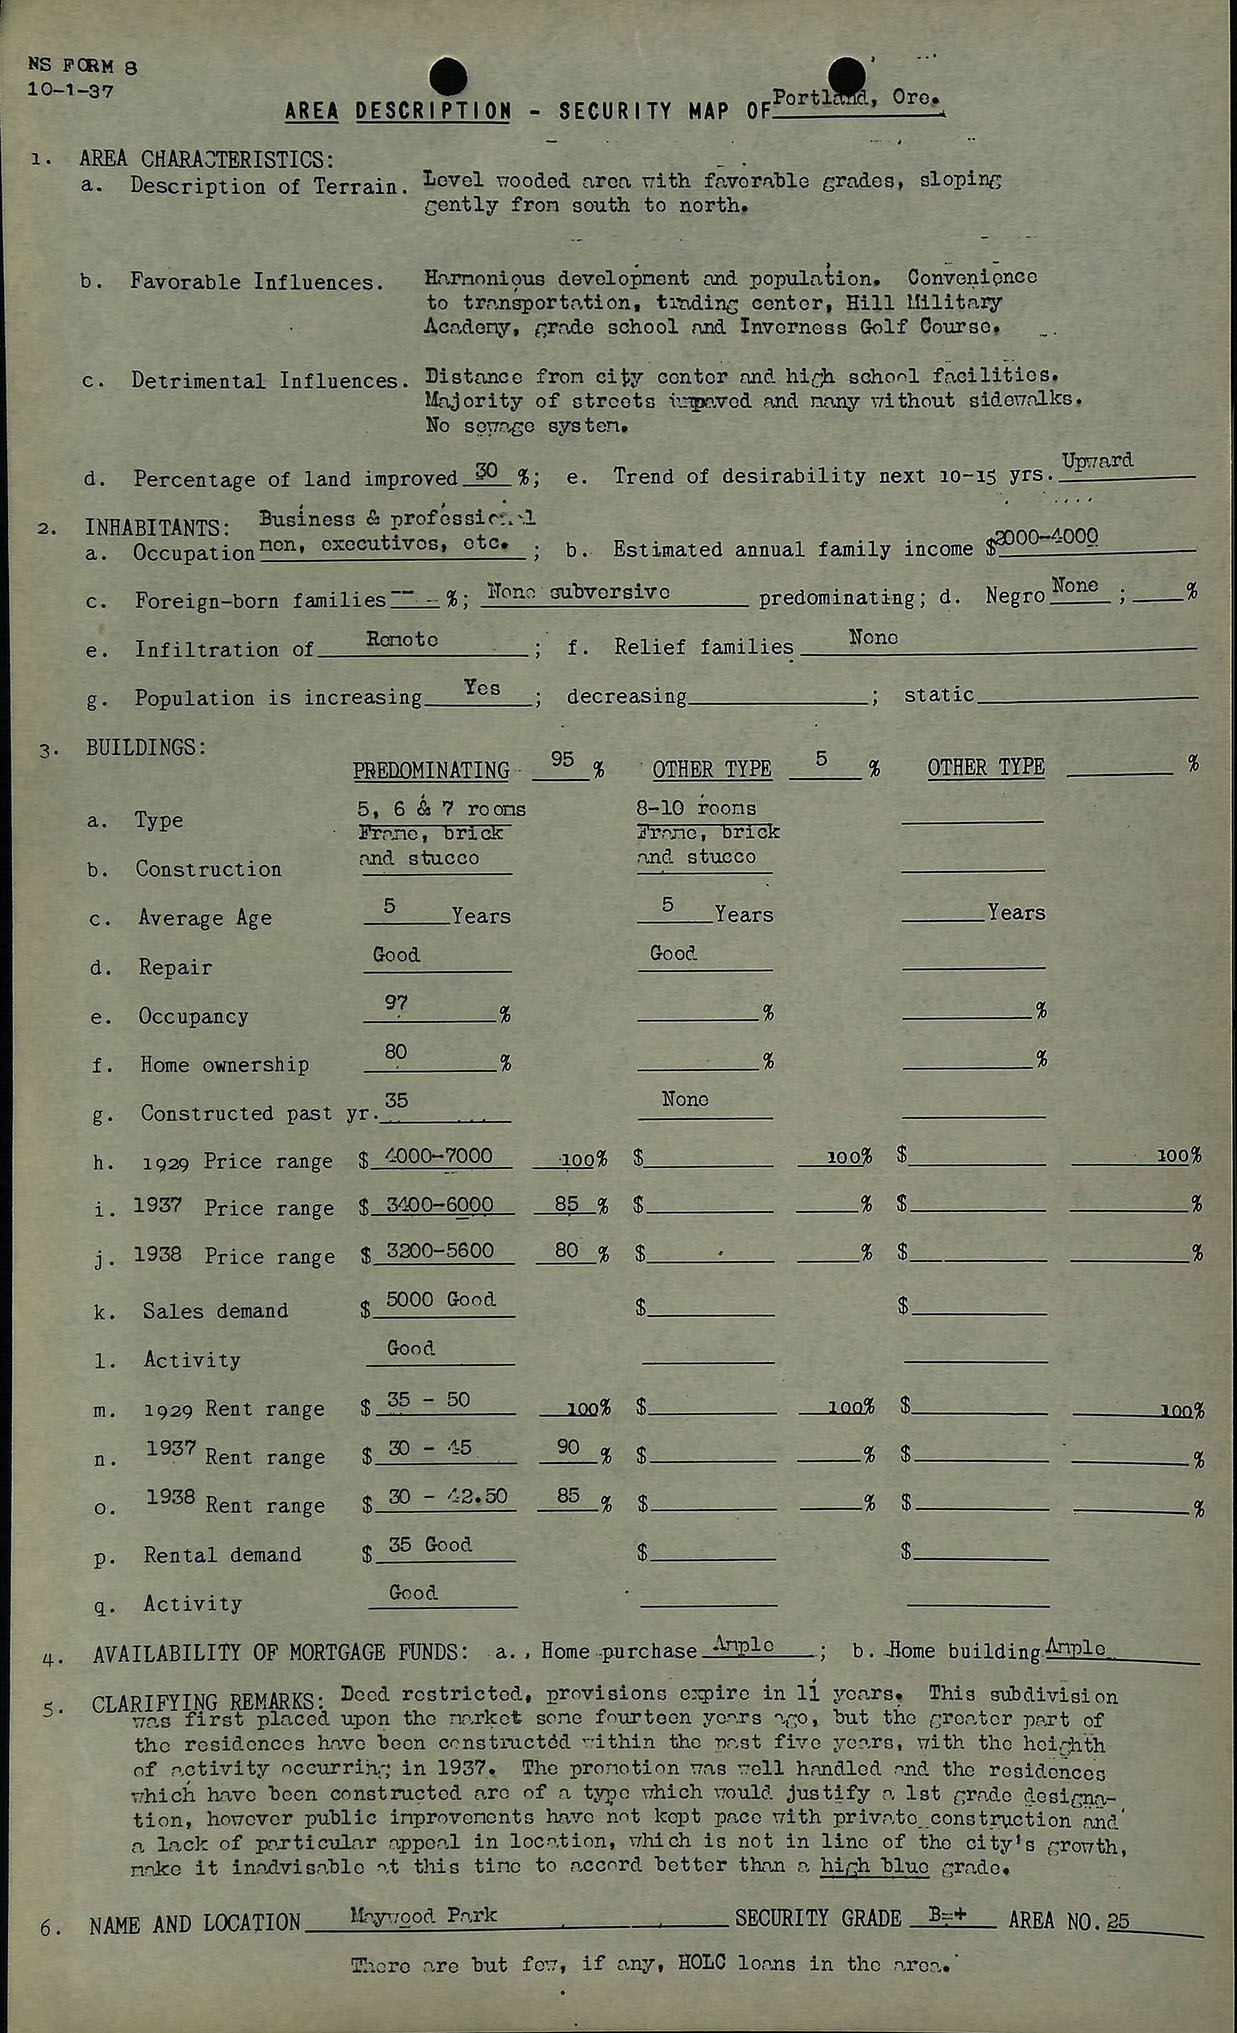 NS FORM 8
10-1-37
AREA DESCRIPTION - SECURITY MAP OF Portland, Ore.
1. AREA CHARACTERISTICS:
a. Description of Terrain. Level wooded area with favorable grades, sloping
gently from south to north.
b. Favorable Influences. Harmonious development and population. Convenience
to transportation, trading center, Hill Military
Academy, grade school and Inverness Golf Course.
c. Detrimental Influences. Distance from city center and high school facilities.
Majority of streets unpaved and many without sidewalks.
No sewage system.
d. Percentage of land improved 30 %; e. Trend of desirability next 10-15 yrs. Upward
2. INHABITANTS: Business & professional
a. Occupation men, executives, etc. ; b. Estimated annual family income $2000-4000
c. Foreign-born families -- %; None subversive predominating; d. Negro None ; %
e. Infiltration of Remote ; f. Relief families None
g. Population is increasing Yes ; decreasing ; static
3. BUILDINGS:
PREDOMINATING 95 % OTHER TYPE 5 % OTHER TYPE %
a. Type 5, 6 & 7 rooms 8-10 rooms
Frame, brick Frame, brick
b. Construction and stucco and stucco
c. Average Age 5 Years 5 Years Years
d. Repair Good Good
e. Occupancy 97 % % %
f. Home ownership 80 % % %
g. Constructed past yr. 35 None
h. 1929 Price range $ 4000-7000 100% $ 100% $ 100%
i. 1937 Price range $ 3400-6000 85 % $ % $ %
j. 1938 Price range $ 3200-5600 80 % $ % $ %
k. Sales demand $ 5000 Good $ $
l. Activity Good
m. 1929 Rent range $ 35 - 50 100% $ 100% $ 100%
n. 1937 Rent range $ 30 - 45 90 % $ % $ %
o. 1938 Rent range $ 30 - 42.50 85 % $ % $ %
p. Rental demand $ 35 Good $ $
q. Activity Good
4. AVAILABILITY OF MORTGAGE FUNDS: a. Home purchase Ample ; b. Home building Ample
5. CLARIFYING REMARKS: Deed restricted, provisions expire in 11 years. This subdivision
was first placed upon the market some fourteen years ago, but the greater part of
the residences have been constructed within the past five years, with the heighth
of activity occurring in 1937. The promotion was well handled and the residences
which have been constructed are of a type which would justify a 1st grade designa-
tion, however public improvements have not kept pace with private construction and
a lack of particular appeal in location, which is not in line of the city's growth,
make it inadvisable at this time to accord better than a high blue grade.
6. NAME AND LOCATION Maywood Park SECURITY GRADE B+ AREA NO. 25
There are but few, if any, HOLC loans in the area.